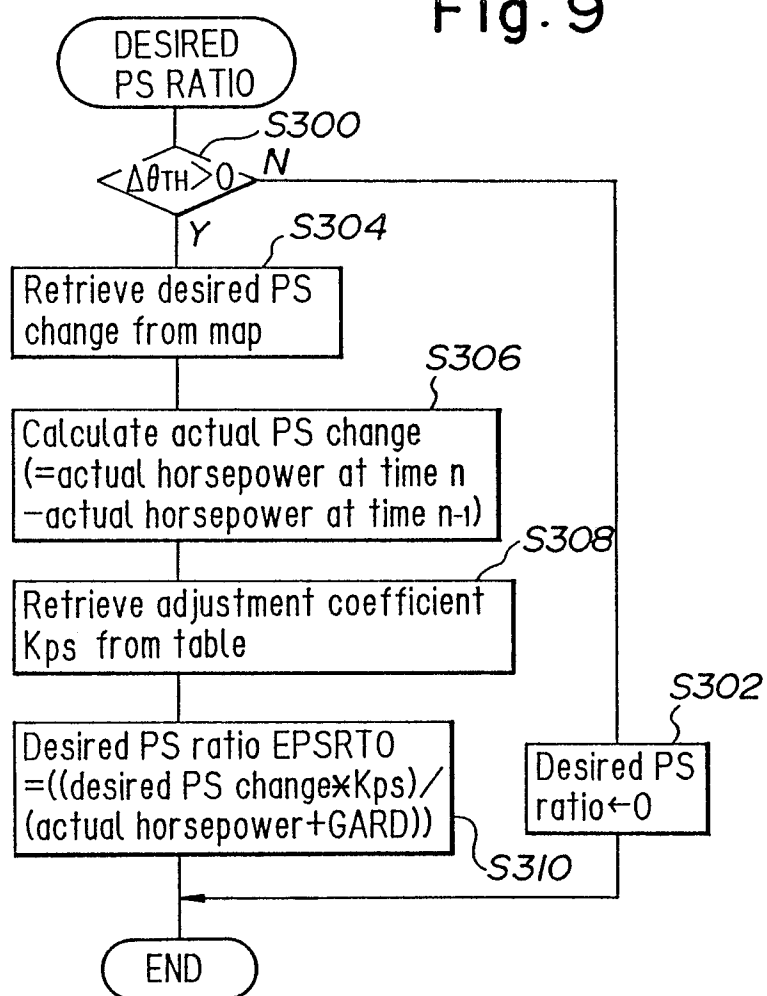 Fig. 9
DESIRED
PS RATIO
S300
ΔθTH>0
N
Y
S304
Retrieve desired PS
change from map
S306
Calculate actual PS change
(=actual horsepower at time n
-actual horsepower at time n-1)
S308
Retrieve adjustment coefficient
Kps from table
S302
Desired PS
ratio←0
Desired PS ratio EPSRTO
=((desired PS change*Kps)/
(actual horsepower+GARD))
S310
END